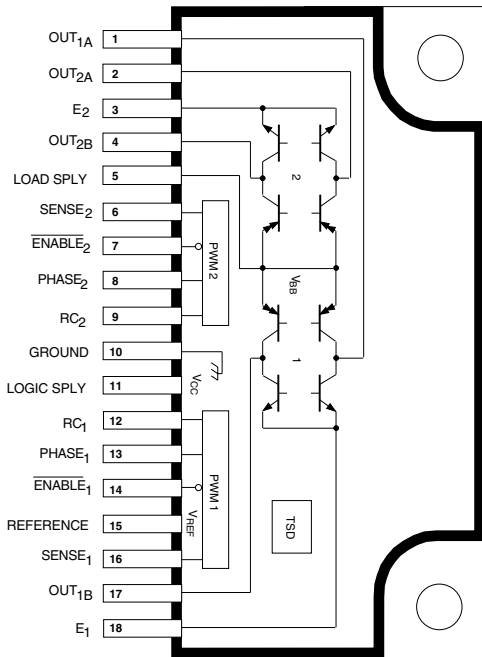 OUT1A 1
OUT2A 2
E2 3
OUT2B 4
LOAD SPLY 5
SENSE2 6
ENABLE2 7
PHASE2 8
RC2 9
GROUND 10
LOGIC SPLY 11
RC1 12
PHASE1 13
ENABLE1 14
REFERENCE 15
SENSE1 16
OUT1B 17
E1 18
PWM 2
VCC
PWM 1
VREF
2
VBB
1
TSD